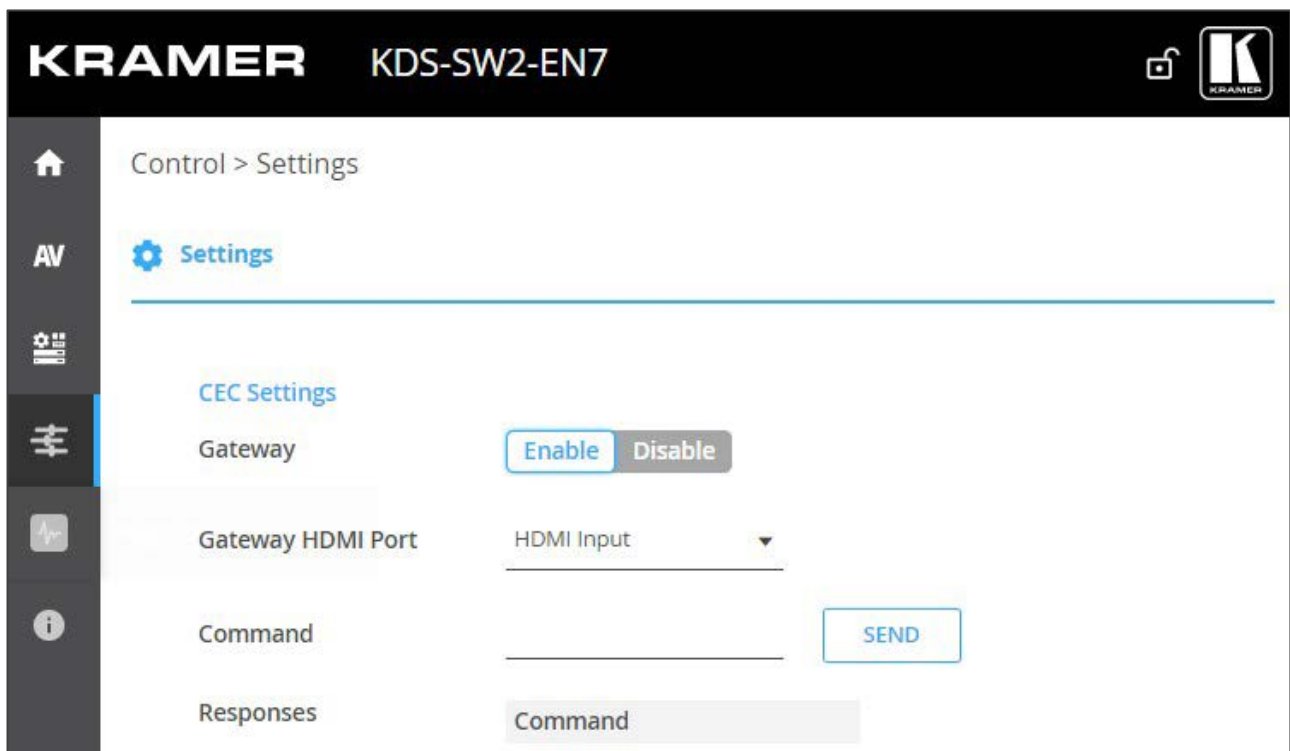 KRAMER KDS-SW2-EN7
KRAMER
Control > Settings
AV
Settings
CEC Settings
Gateway Enable Disable
Gateway HDMI Port HDMI Input
Command SEND
Responses Command